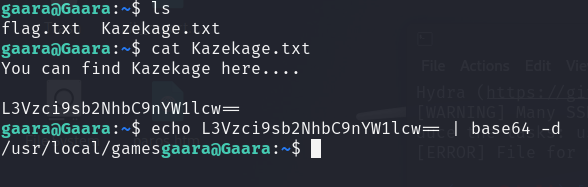 gaara@Gaara:~$ ls
flag.txt  Kazekage.txt
gaara@Gaara:~$ cat Kazekage.txt
You can find Kazekage here....

L3Vzci9sb2NhbC9nYW1lcw==
gaara@Gaara:~$ echo L3Vzci9sb2NhbC9nYW1lcw== | base64 -d
/usr/local/gamesgaara@Gaara:~$
File Actions Edit
Hydra (https://gi
[WARNING] Many SS
[ERROR] File for